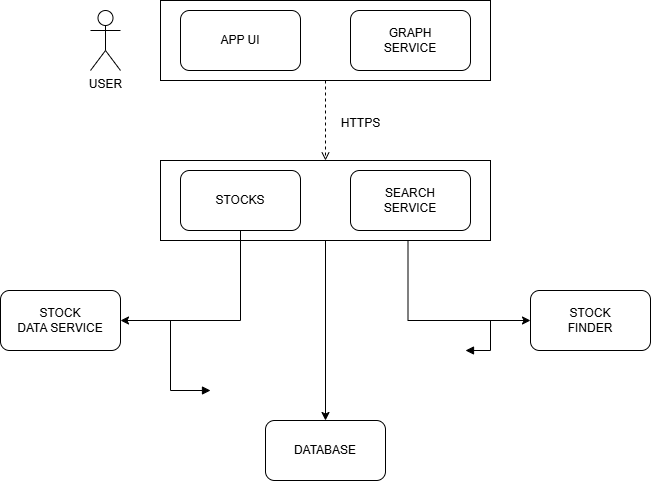 APP UI
GRAPH
SERVICE
USER
HTTPS
STOCKS
SEARCH
SERVICE
STOCK
DATA SERVICE
STOCK
FINDER
DATABASE